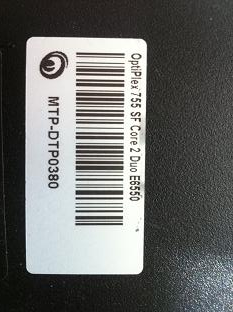 OptiPlex 755 SF Core 2 Duo E6550
MTP-DTP0380